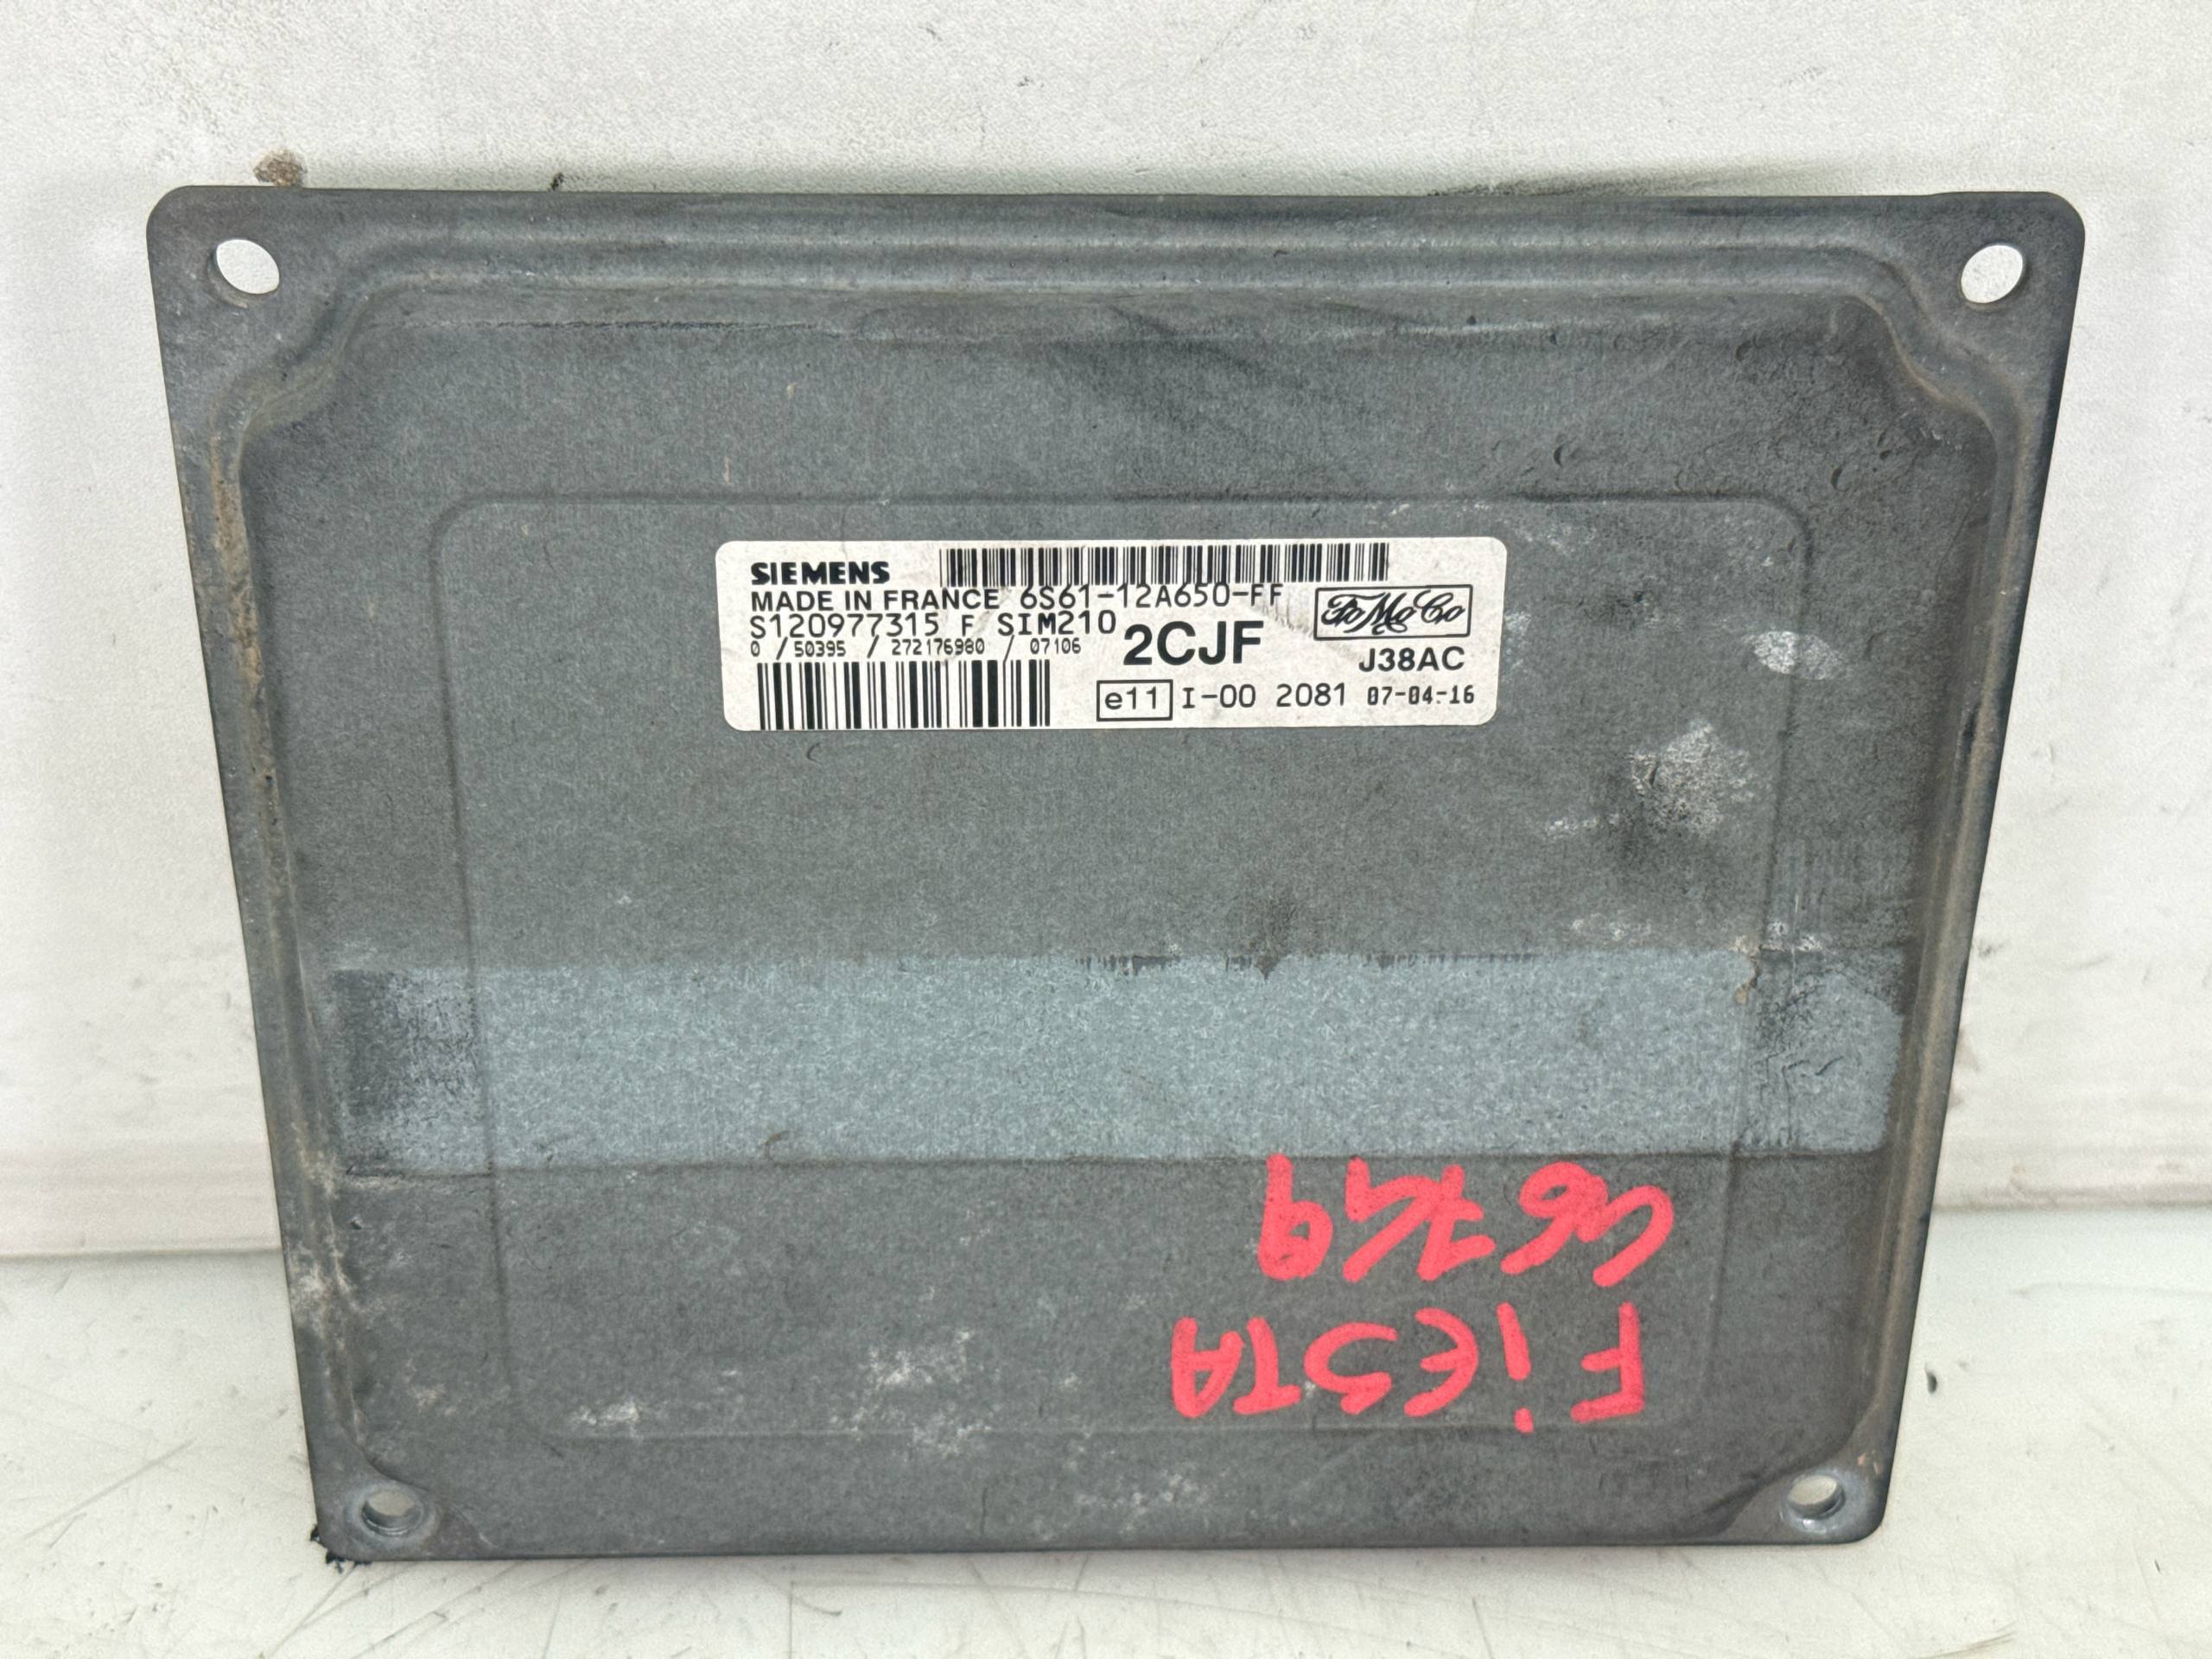 SIEMENS
MADE IN FRANCE 6S61-12A650-FF
FoMoCo
S120977315 F SIM210
2CJF
0 / 50395 / 272176980 / 07106
J38AC
e11 I-00 2081 07-04-16
FiESTA